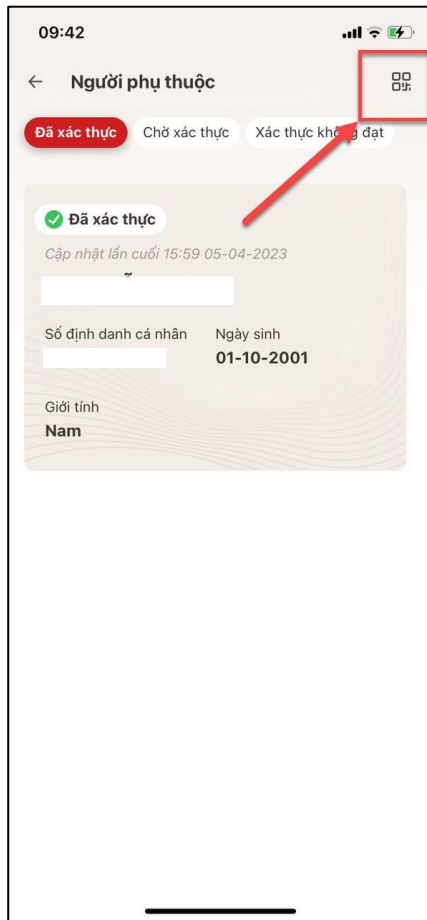 09:42
Người phụ thuộc
Đã xác thực Chờ xác thực Xác thực không đạt
Đã xác thực
Cập nhật lần cuối 15:59 05-04-2023
Số định danh cá nhân Ngày sinh
01-10-2001
Giới tính
Nam